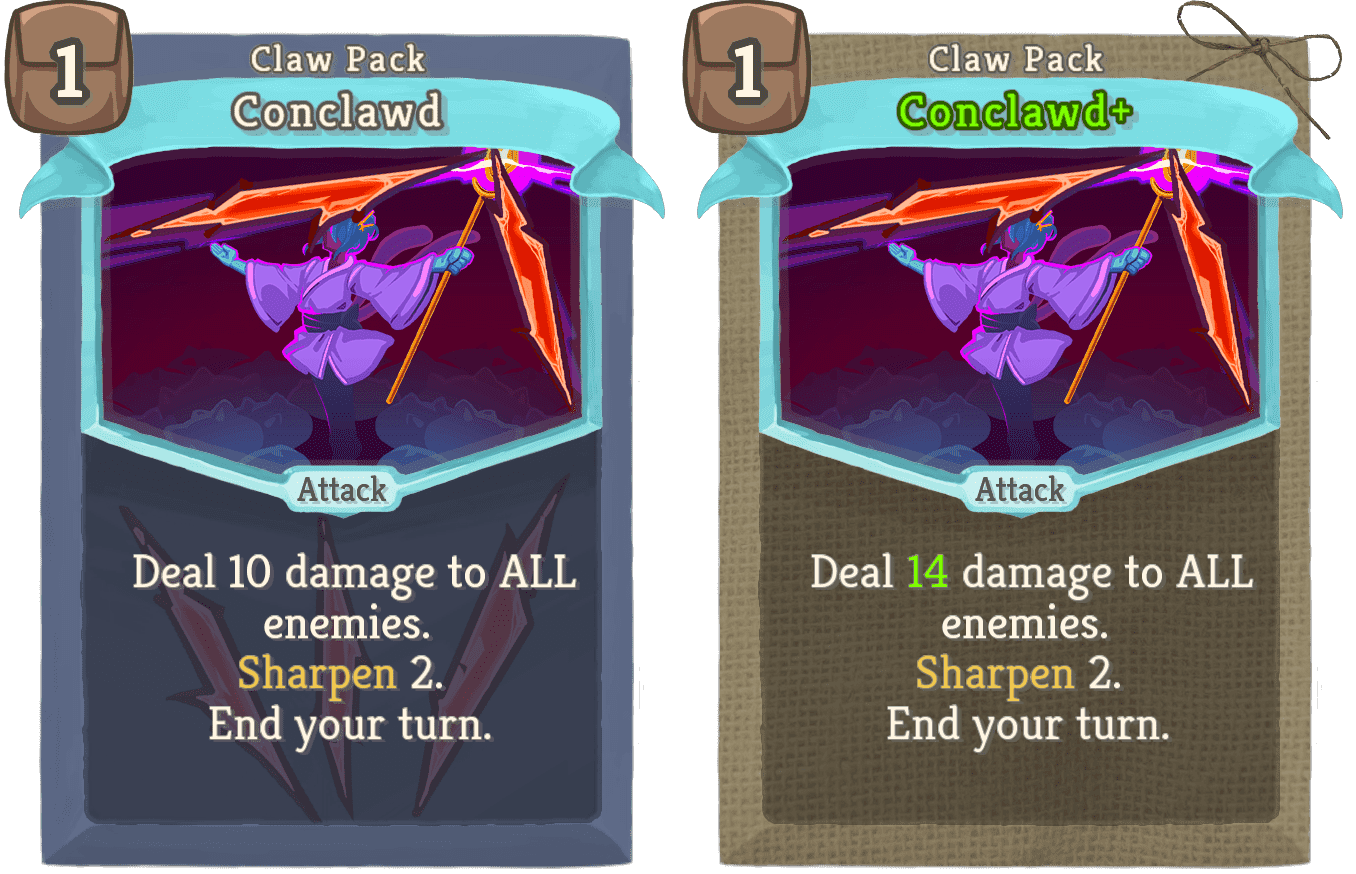 1
Claw Pack
Conclawd
Attack
Deal 10 damage to ALL
enemies.
Sharpen 2.
End your turn.
1
Claw Pack
Conclawd+
Attack
Deal 14 damage to ALL
enemies.
Sharpen 2.
End your turn.